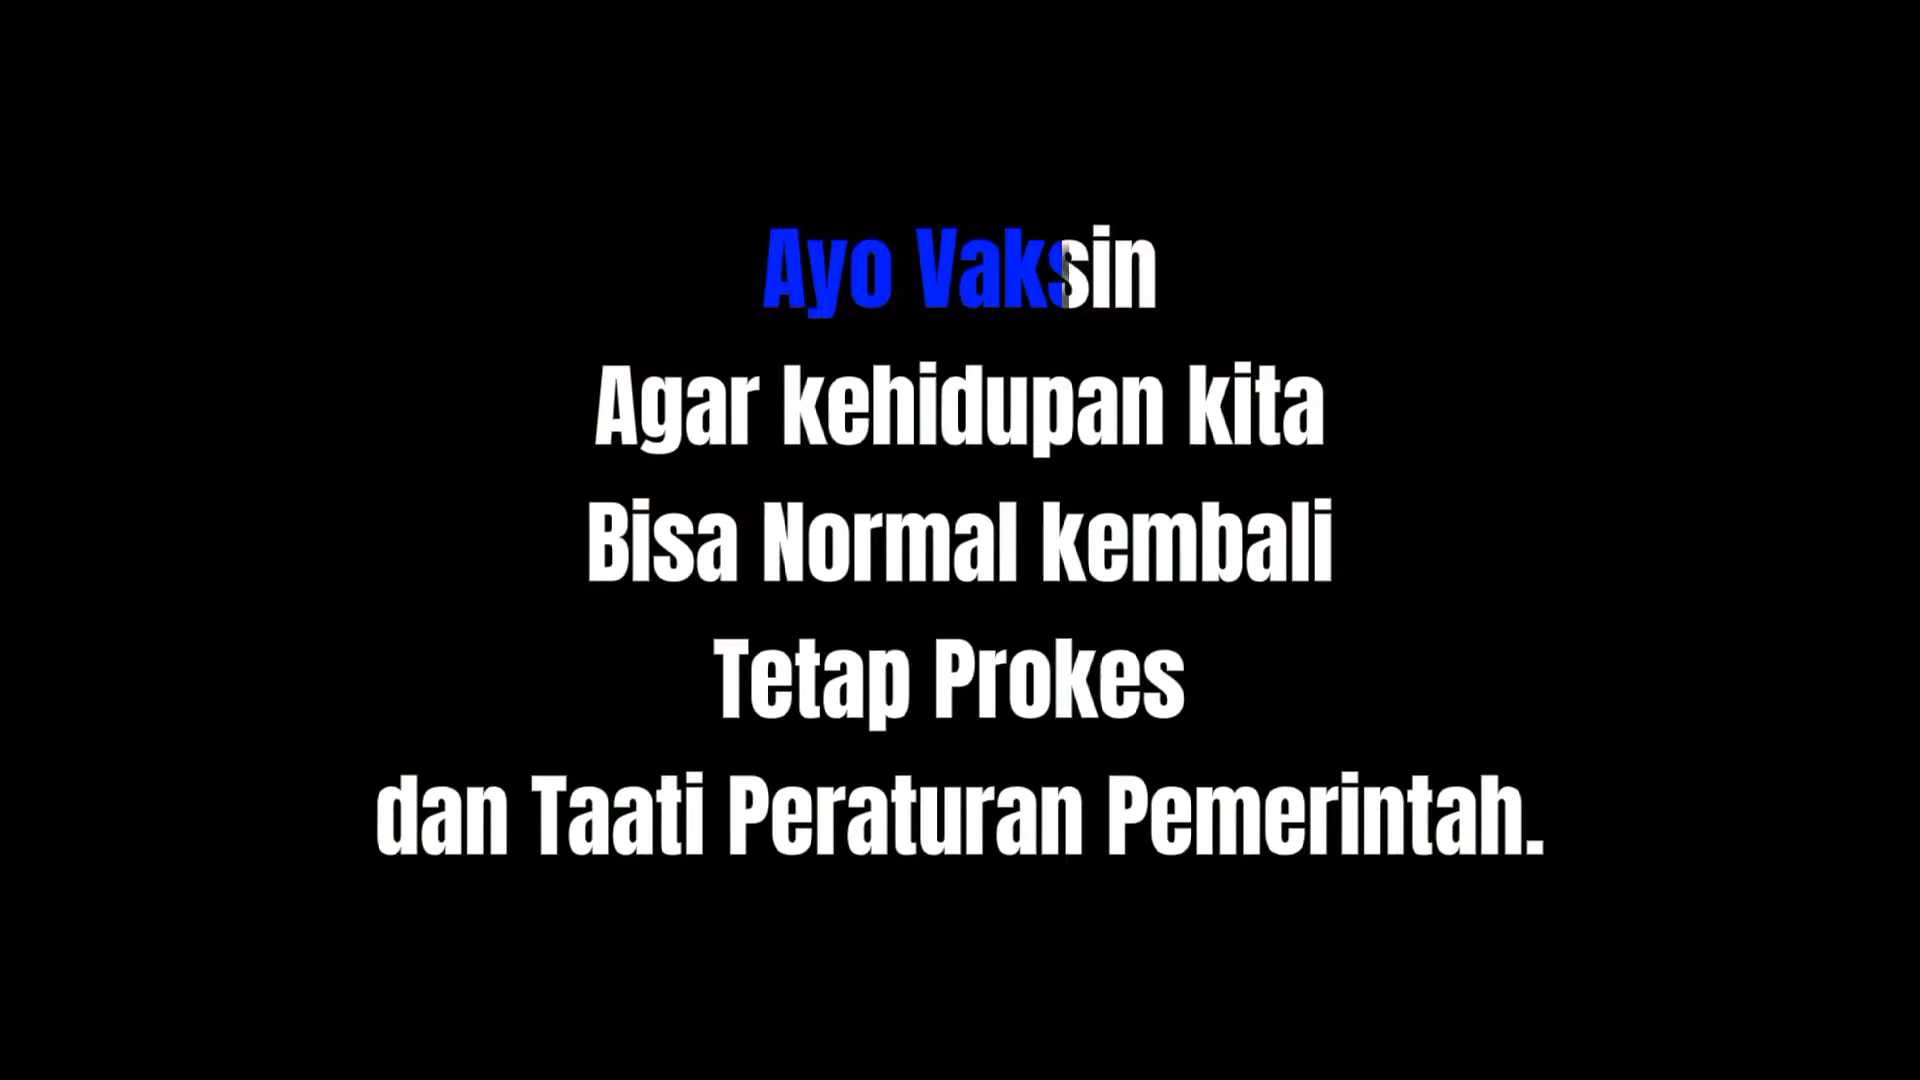 Ayo Vaksin
Agar kehidupan kita
Bisa Normal kembali
Tetap Prokes
dan Taati Peraturan Pemerintah.